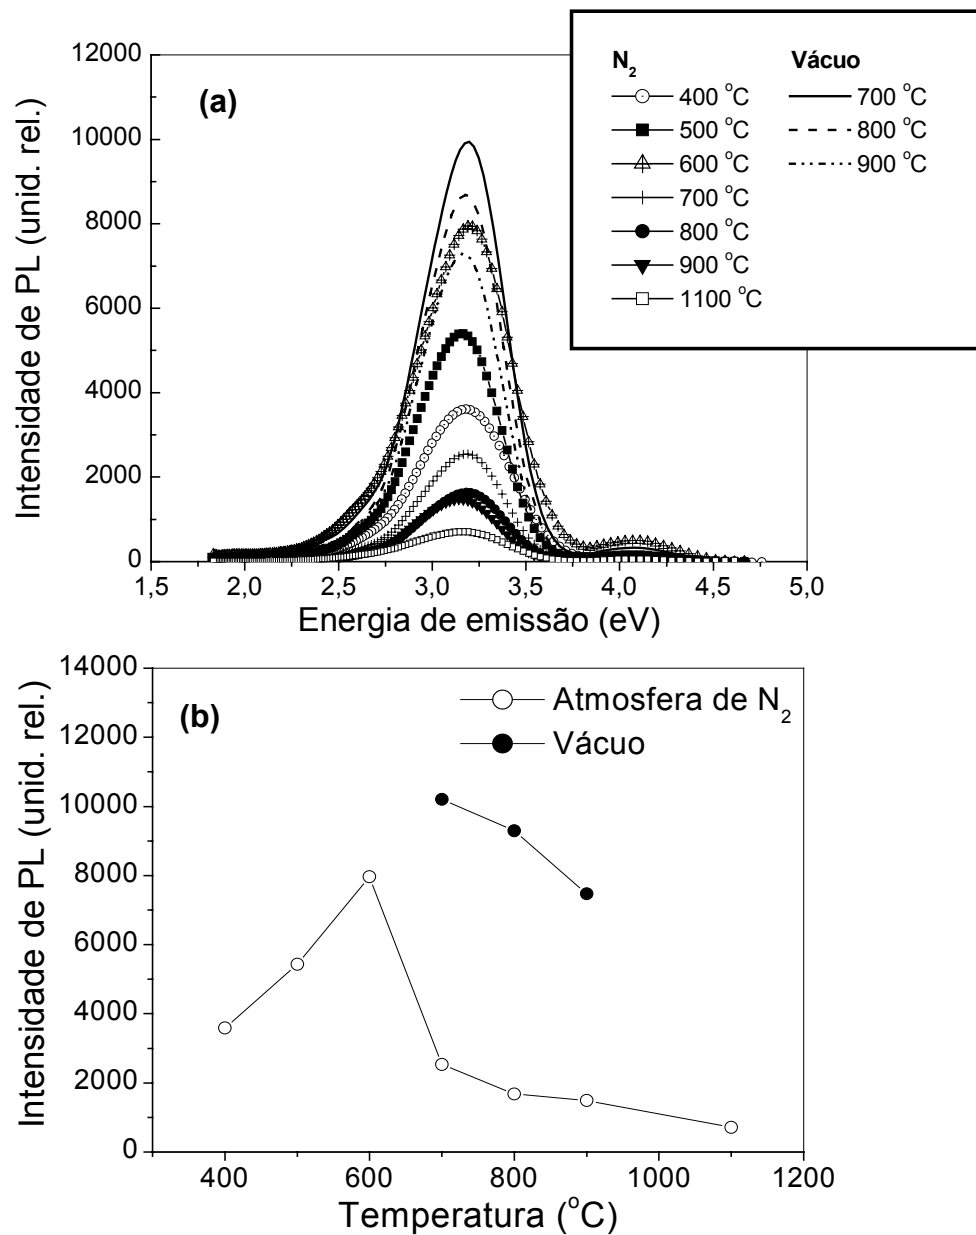 (a)
Intensidade de PL (unid. rel.)
12000
10000
8000
6000
4000
2000
0
1,5 2,0 2,5 3,0 3,5 4,0 4,5 5,0
Energia de emissão (eV)
N₂ Vácuo
400 °C 700 °C
500 °C 800 °C
600 °C 900 °C
700 °C
800 °C
900 °C
1100 °C
(b)
Intensidade de PL (unid. rel.)
14000
12000
10000
8000
6000
4000
2000
0
Atmosfera de N₂
Vácuo
400 600 800 1000 1200
Temperatura (°C)